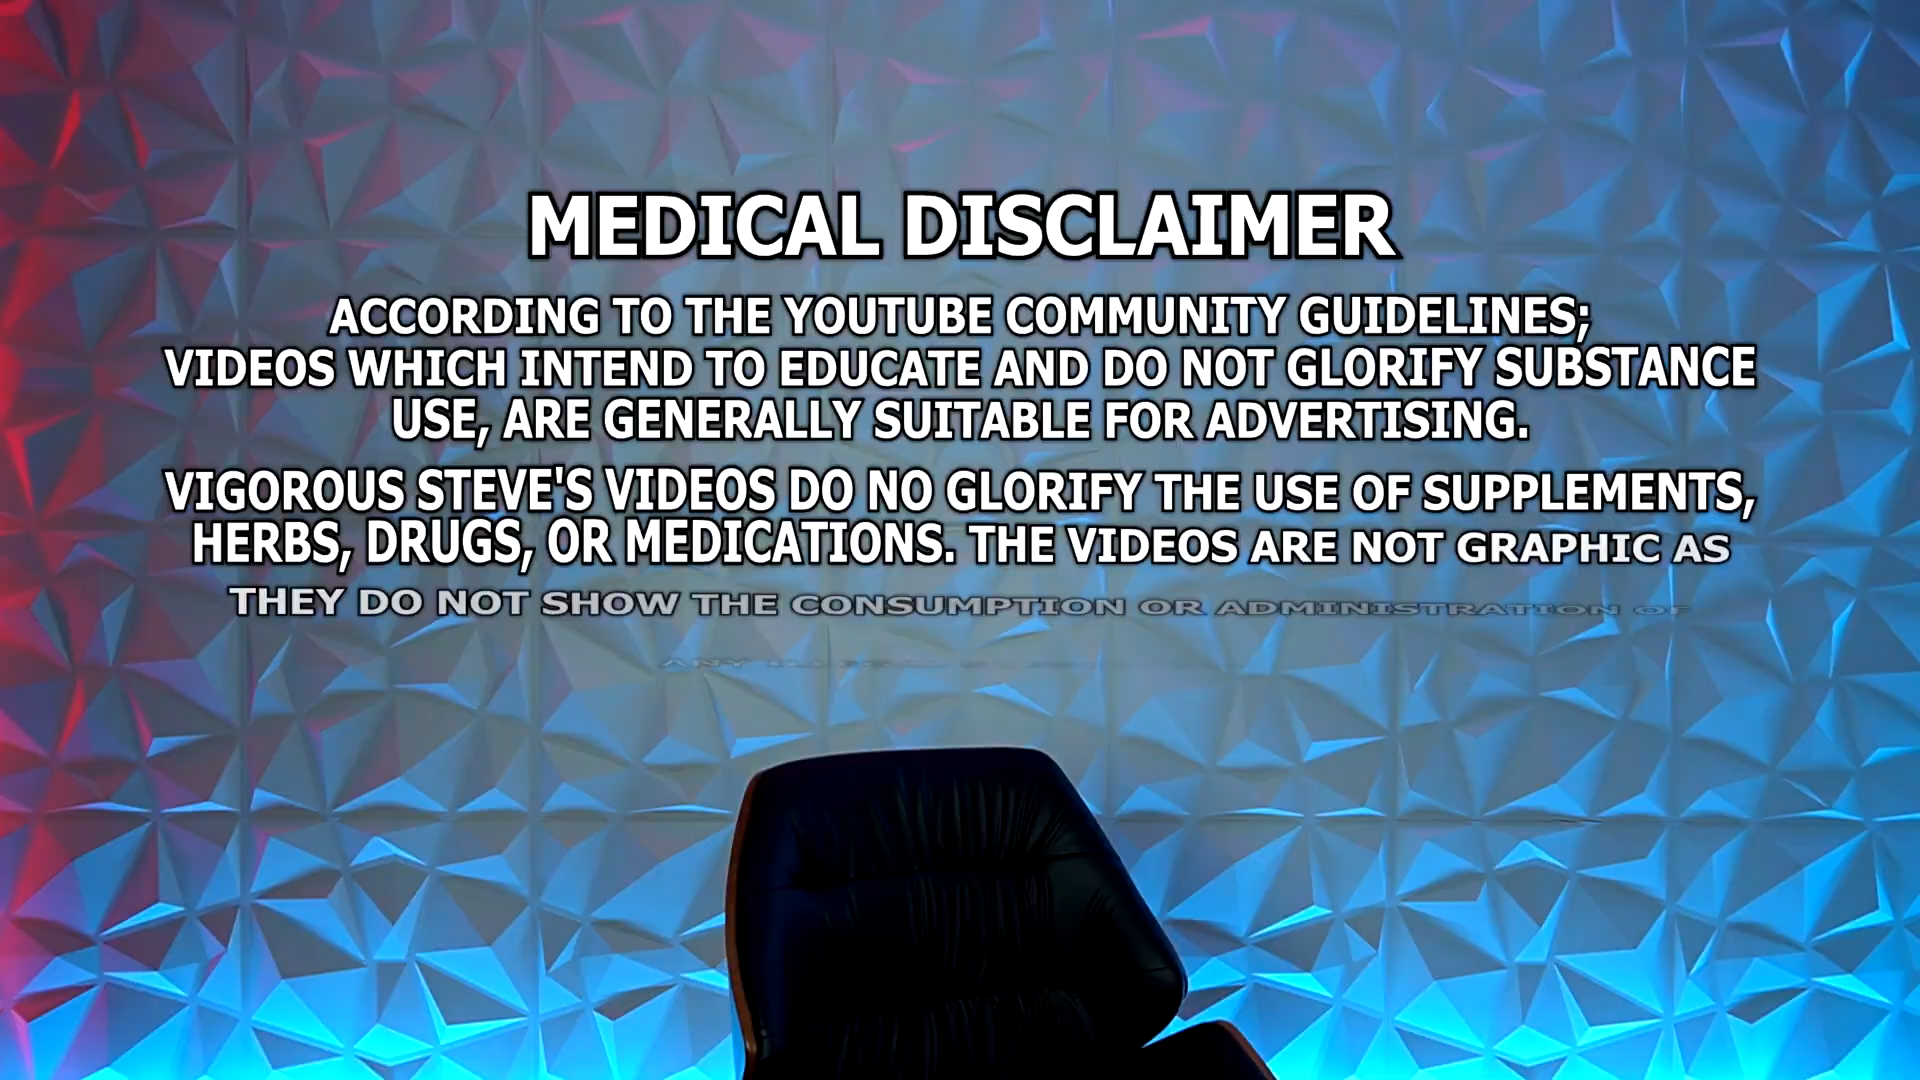 MEDICAL DISCLAIMER
ACCORDING TO THE YOUTUBE COMMUNITY GUIDELINES;
VIDEOS WHICH INTEND TO EDUCATE AND DO NOT GLORIFY SUBSTANCE
USE, ARE GENERALLY SUITABLE FOR ADVERTISING.
VIGOROUS STEVE'S VIDEOS DO NO GLORIFY THE USE OF SUPPLEMENTS,
HERBS, DRUGS, OR MEDICATIONS. THE VIDEOS ARE NOT GRAPHIC AS
THEY DO NOT SHOW THE CONSUMPTION OR ADMINISTRATION OF
ANY